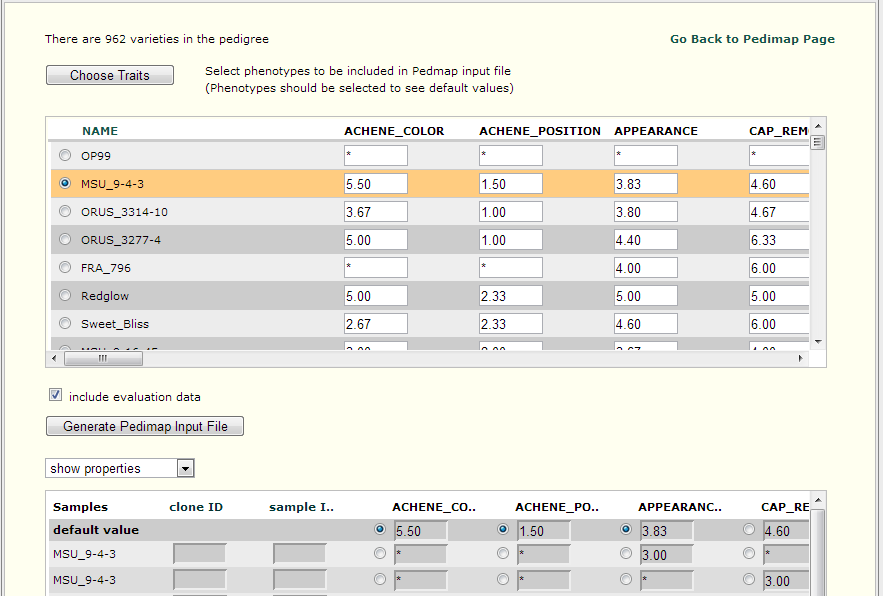 There are 962 varieties in the pedigree Go Back to Pedimap Page
Choose Traits Select phenotypes to be included in Pedmap input file
(Phenotypes should be selected to see default values)
NAME ACHENE_COLOR ACHENE_POSITION APPEARANCE CAP_REM
OP99 * * * *
MSU_9-4-3 5.50 1.50 3.83 4.60
ORUS_3314-10 3.67 1.00 3.80 4.67
ORUS_3277-4 5.00 1.00 4.40 6.33
FRA_796 * * 4.00 6.00
Redglow 5.00 2.33 5.00 5.00
Sweet_Bliss 2.67 2.33 4.60 6.00
include evaluation data
Generate Pedimap Input File
show properties
Samples clone ID sample I.. ACHENE_CO.. ACHENE_PO.. APPEARANC.. CAP_RE
default value 5.50 1.50 3.83 4.60
MSU_9-4-3 * * 3.00 *
MSU_9-4-3 * * * 3.00